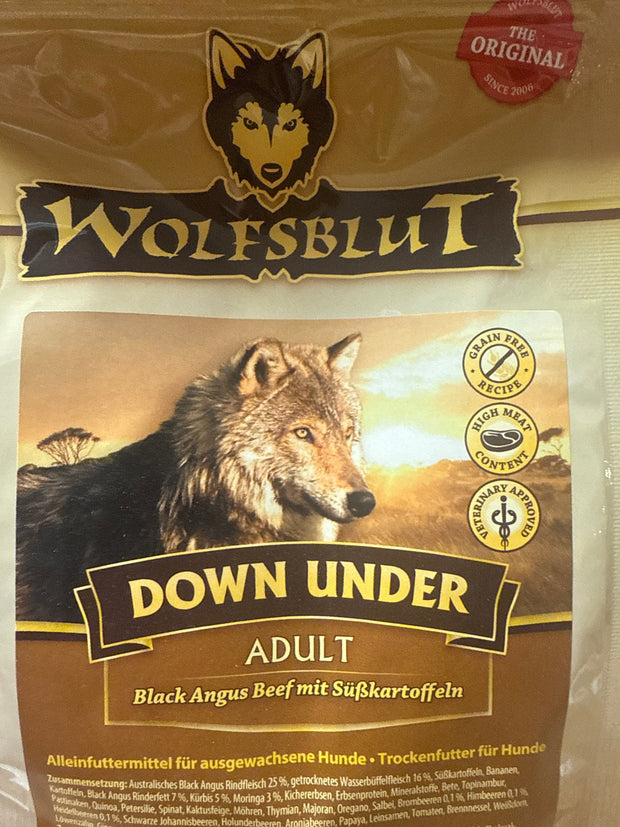 WOLFSBLUT
THE
ORIGINAL
SINCE 2006
WOLFSBLUT
GRAIN FREE
RECIPE
HIGH MEAT
CONTENT
VETERINARY APPROVED
DOWN UNDER
ADULT
Black Angus Beef mit Süßkartoffeln
Alleinfuttermittel für ausgewachsene Hunde • Trockenfutter für Hunde
Zusammensetzung: Australisches Black Angus Rindfleisch 25 %, getrocknetes Wasserbüffelfleisch 16 %, Süßkartoffeln, Bananen,
Kartoffeln, Black Angus Rinderfett 7 %, Kürbis 5 %, Moringa 3 %, Kichererbsen, Erbsenprotein, Mineralstoffe, Bete, Topinambur,
Pastinaken, Quinoa, Petersilie, Spinat, Kaktusfeige, Möhren, Thymian, Majoran, Oregano, Salbei, Brombeeren 0,1 %, Himbeeren 0,1 %,
Heidelbeeren 0,1 %, Schwarze Johannisbeeren, Holunderbeeren, Aroniabeeren, Papaya, Leinsamen, Tomaten, Brennnessel, Weißdorn,
Löwenzahn,